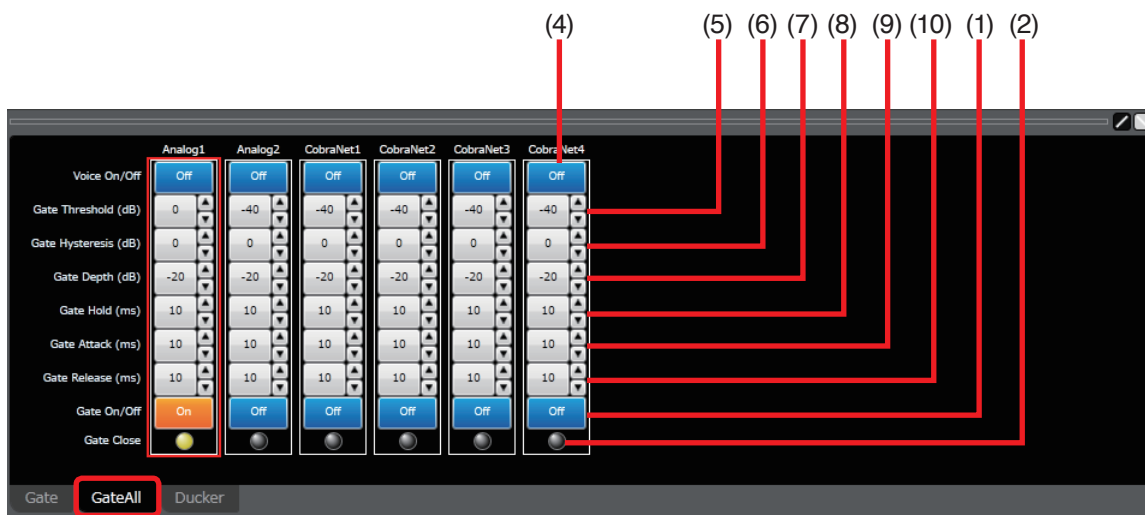 (4) (5) (6) (7) (8) (9) (10) (1) (2)
Analog1 Analog2 CobraNet1 CobraNet2 CobraNet3 CobraNet4
Voice On/Off Off Off Off Off Off Off
Gate Threshold (dB) 0 -40 -40 -40 -40 -40
Gate Hysteresis (dB) 0 0 0 0 0 0
Gate Depth (dB) -20 -20 -20 -20 -20 -20
Gate Hold (ms) 10 10 10 10 10 10
Gate Attack (ms) 10 10 10 10 10 10
Gate Release (ms) 10 10 10 10 10 10
Gate On/Off On Off Off Off Off Off
Gate Close
Gate GateAll Ducker